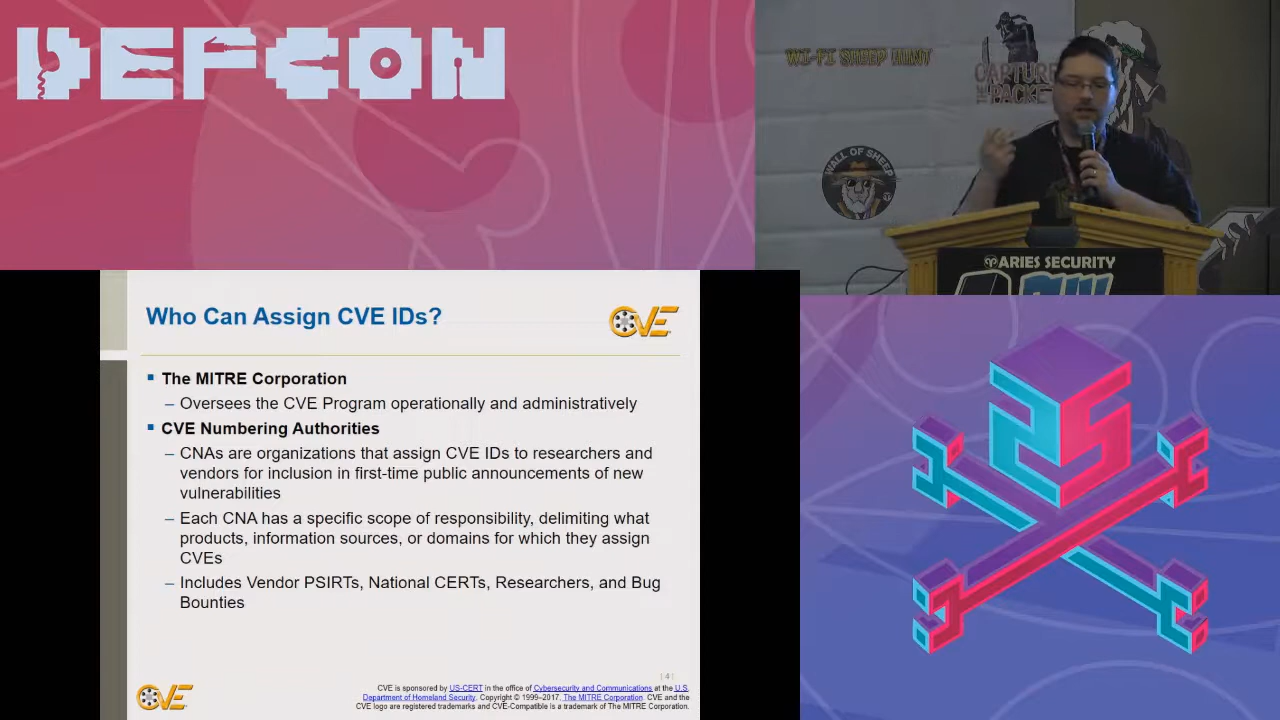 DEFCON
WI-FI SHEEP HUNT
CAPTURE
THE PACKET
WALL OF SHEEP
ARIES SECURITY
Who Can Assign CVE IDs?
CVE
The MITRE Corporation
– Oversees the CVE Program operationally and administratively
CVE Numbering Authorities
– CNAs are organizations that assign CVE IDs to researchers and
vendors for inclusion in first-time public announcements of new
vulnerabilities
– Each CNA has a specific scope of responsibility, delimiting what
products, information sources, or domains for which they assign
CVEs
– Includes Vendor PSIRTs, National CERTs, Researchers, and Bug
Bounties
| 4 |
CVE
CVE is sponsored by US-CERT in the office of Cybersecurity and Communications at the U.S.
Department of Homeland Security. Copyright © 1999–2017, The MITRE Corporation. CVE and the
CVE logo are registered trademarks and CVE-Compatible is a trademark of The MITRE Corporation.
25